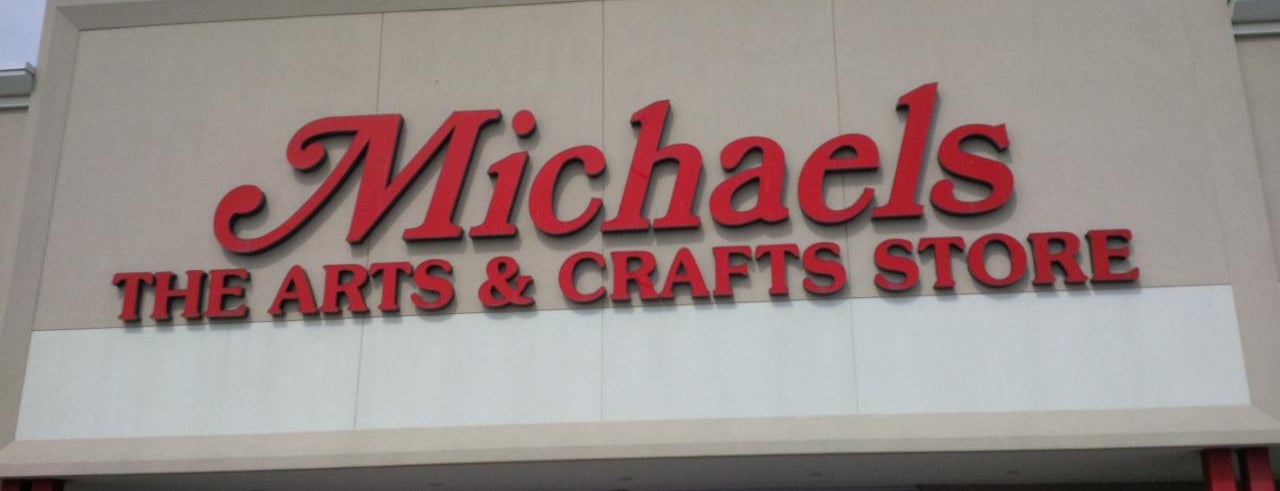 Michaels
THE ARTS & CRAFTS STORE